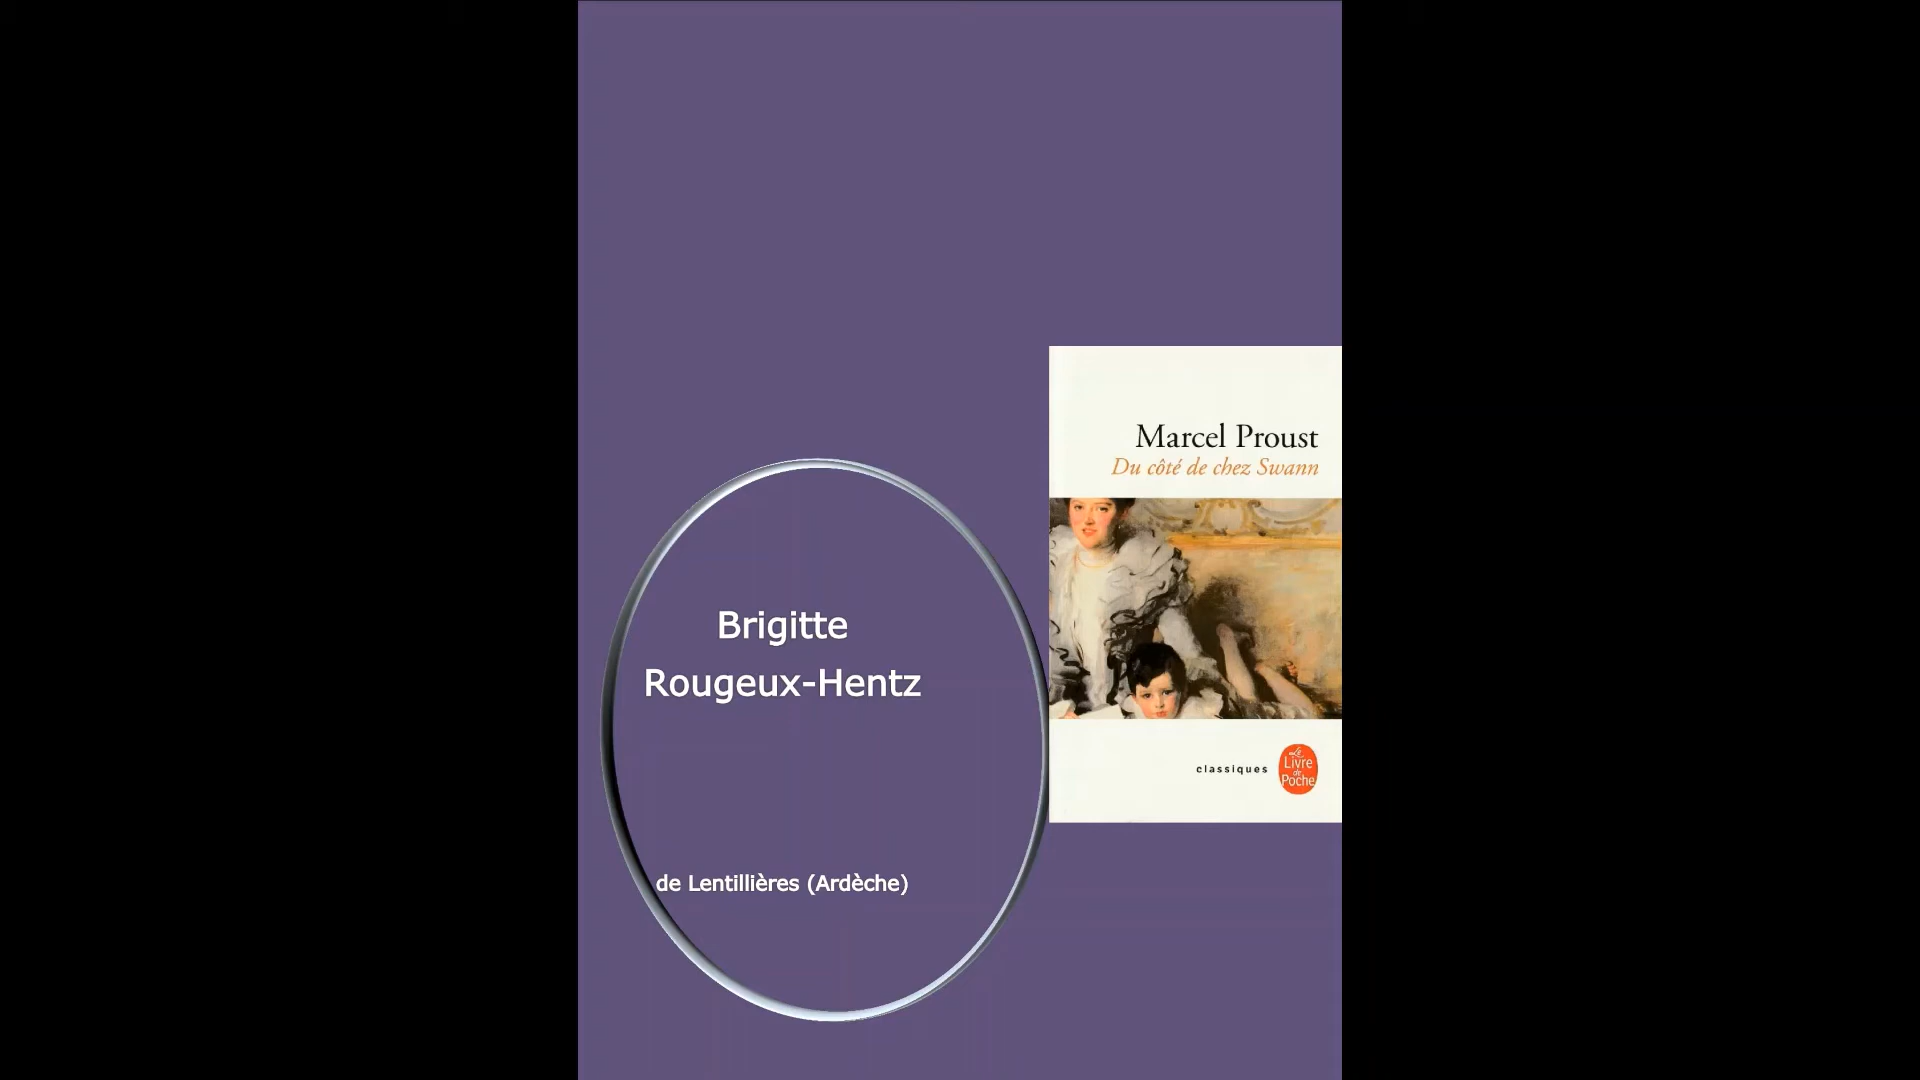 Marcel Proust
Du côté de chez Swann
Brigitte
Rougeux-Hentz
classiques
Le
Livre
de
Poche
de Lentillières (Ardèche)